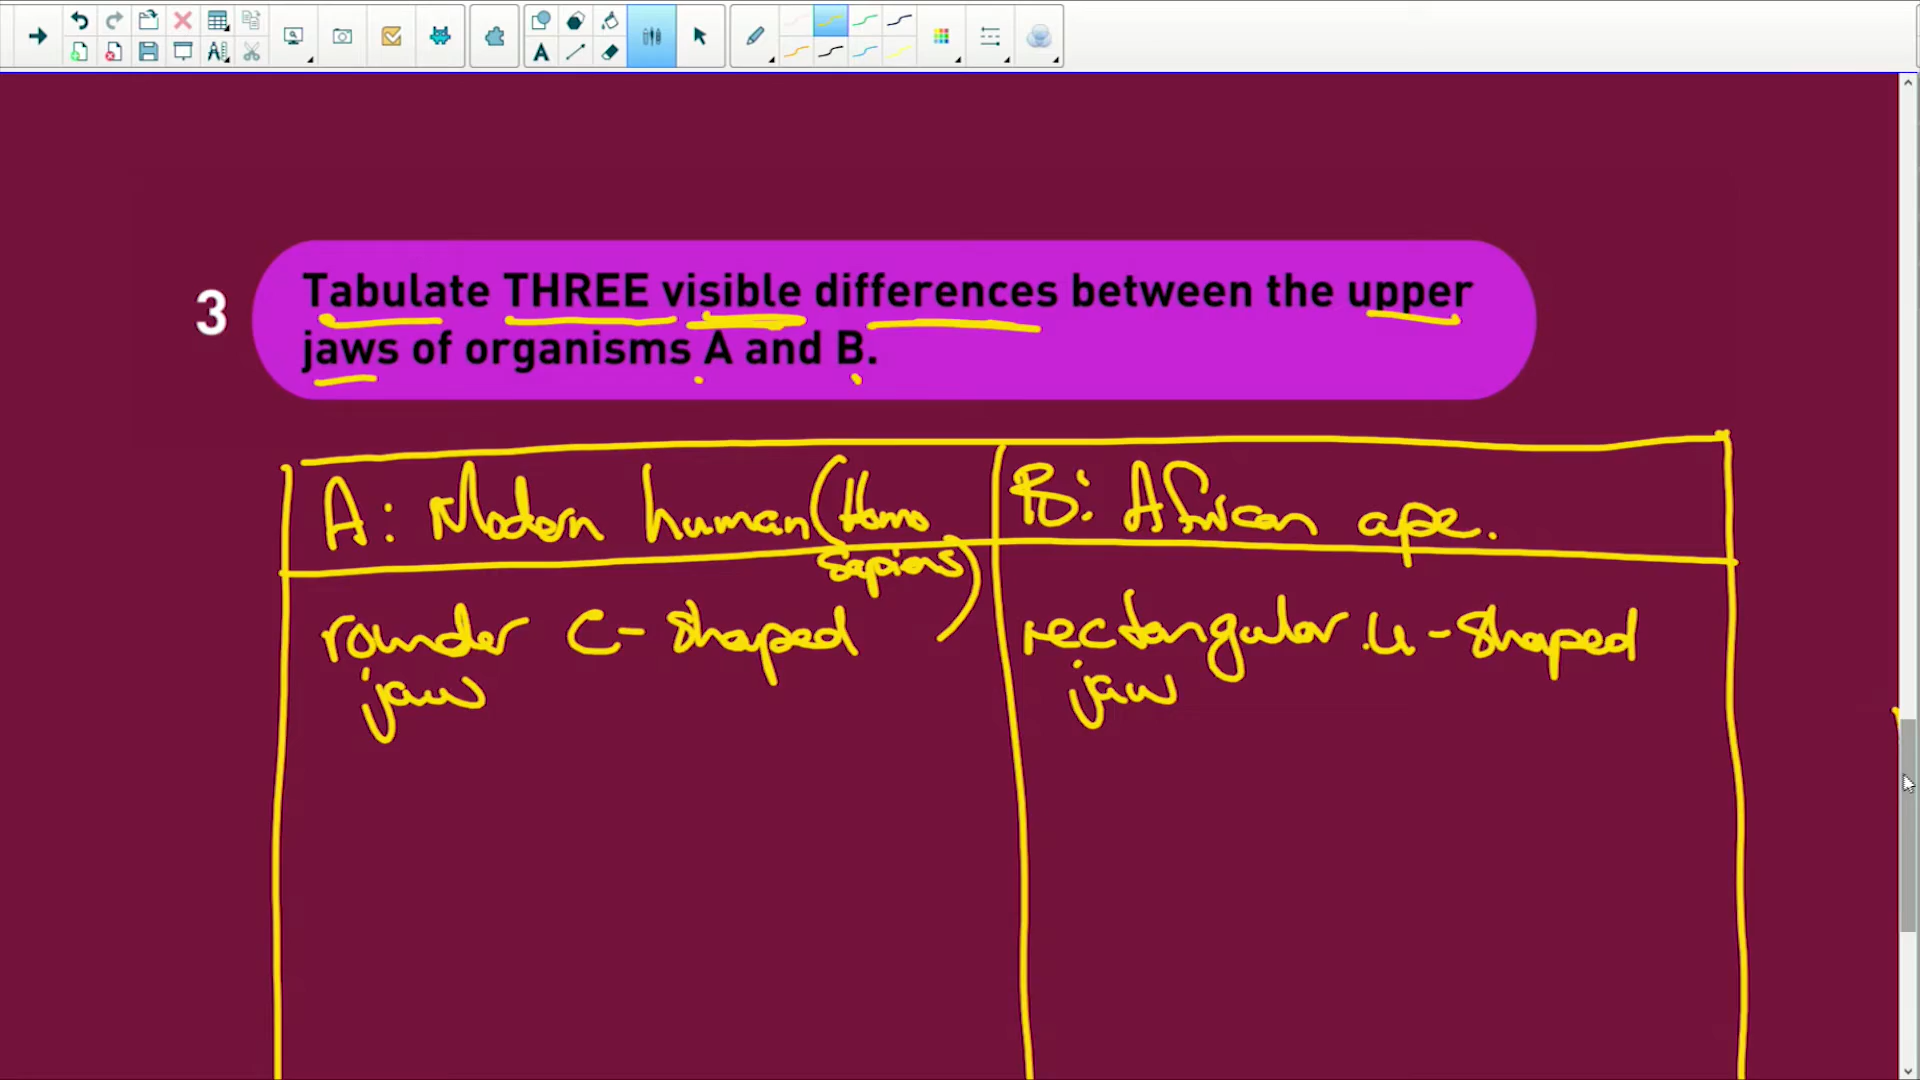 3
Tabulate THREE visible differences between the upper
jaws of organisms A and B.
A: Modern human (Homo
sapiens)
B: African ape.
rounder C-shaped
jaw
rectangular U-shaped
jaw